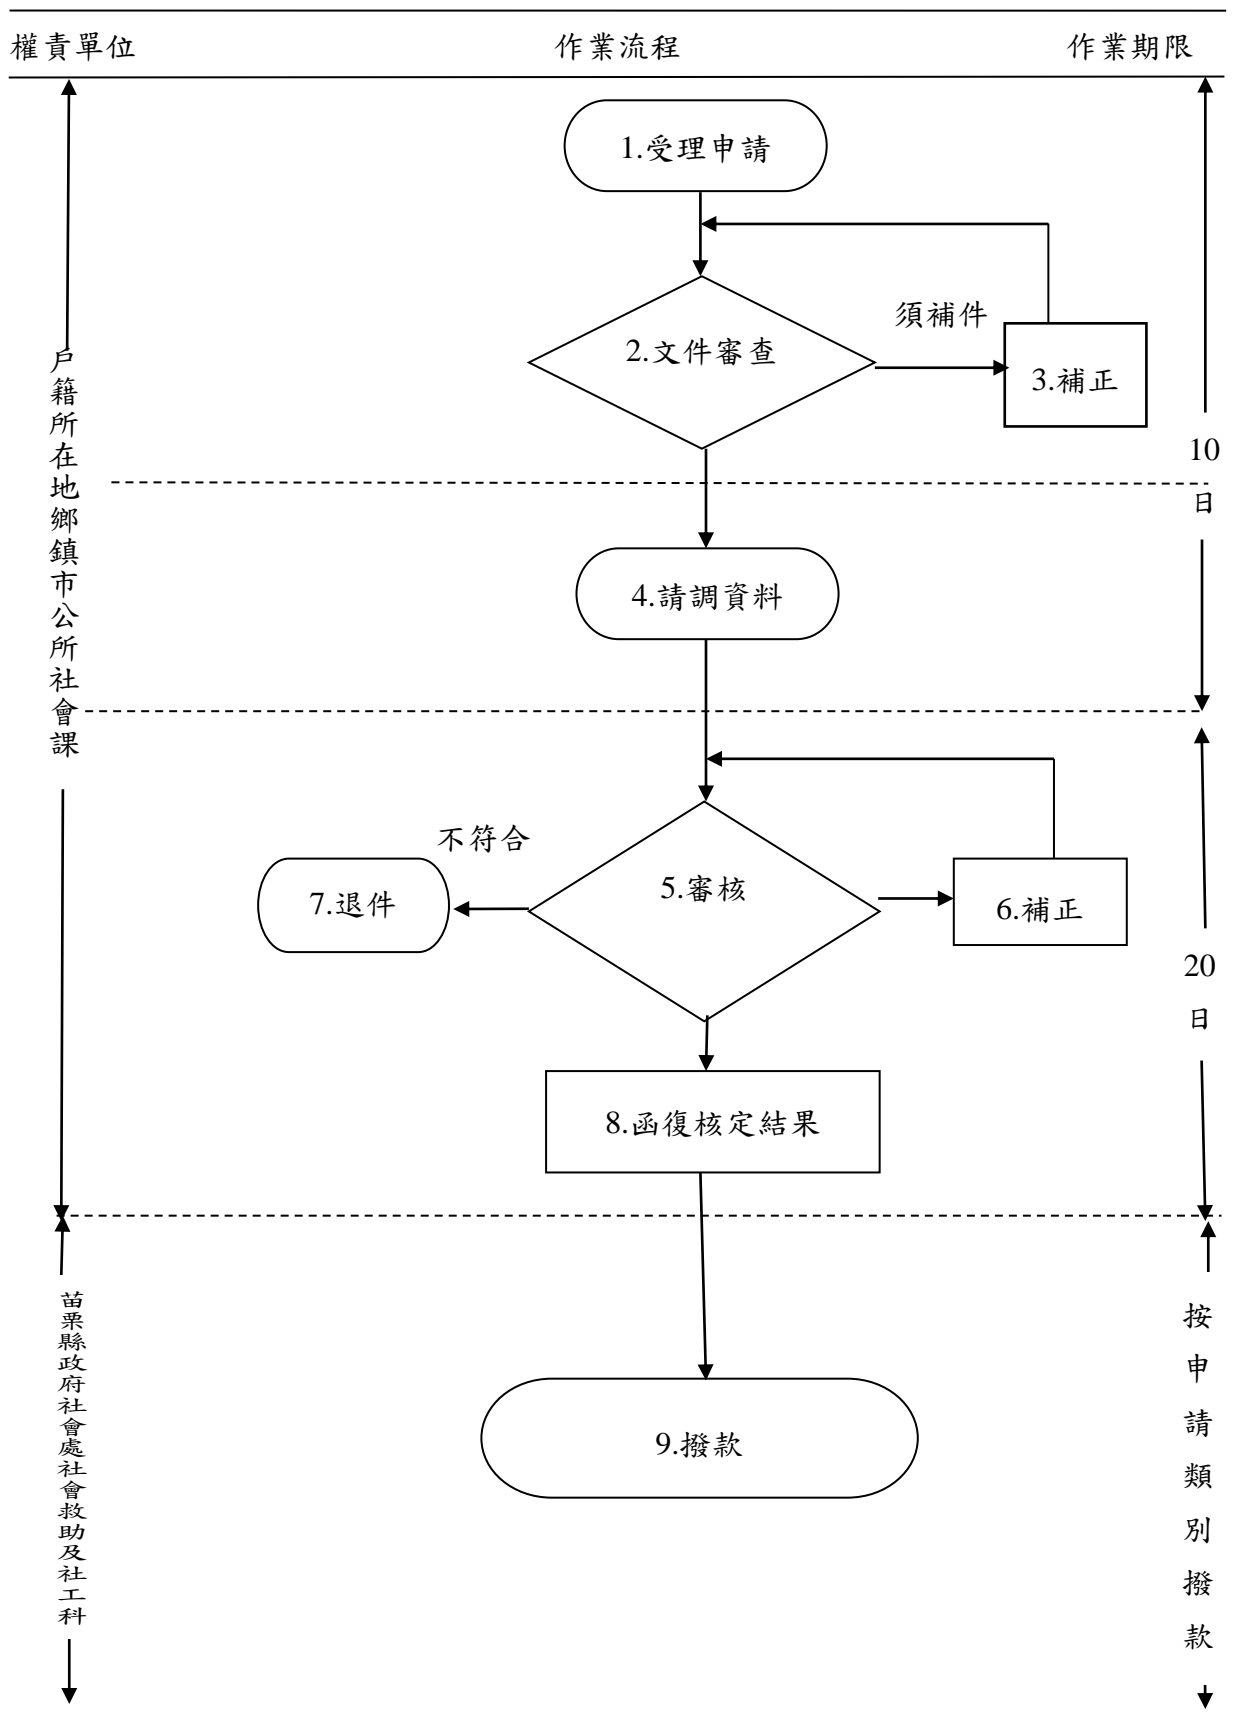 權責單位
作業流程
作業期限
1.受理申請
須補件
2.文件審查
3.補正
戶籍所在地鄉鎮市公所社會課
10
日
4.請調資料
不符合
5.審核
7.退件
6.補正
20
日
8.函復核定結果
苗栗縣政府社會處社會救助及社工科
按申請類別撥款
9.撥款